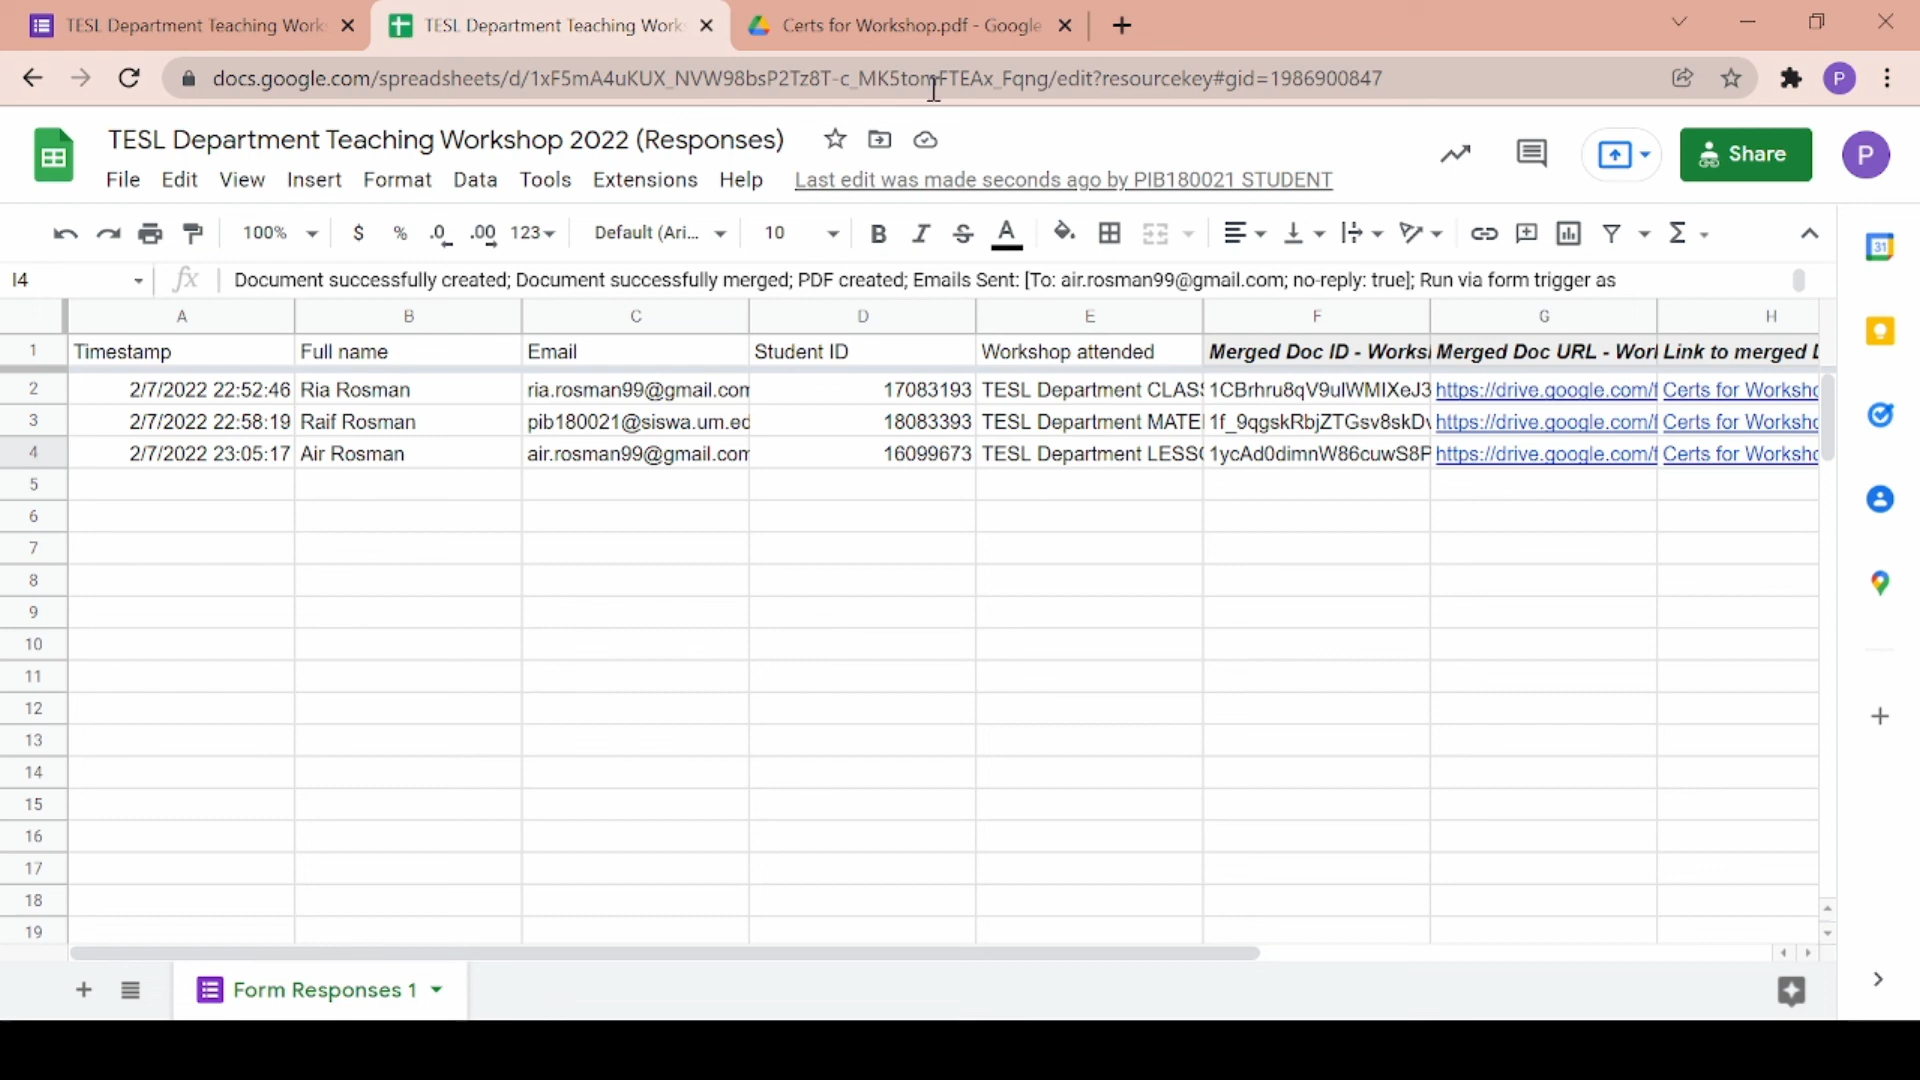 TESL Department Teaching Work
TESL Department Teaching Work
Certs for Workshop.pdf - Google
docs.google.com/spreadsheets/d/1xF5mA4uKUX_NVW98bsP2Tz8T-c_MK5tomFTEAx_Fqng/edit?resourcekey#gid=1986900847
P
TESL Department Teaching Workshop 2022 (Responses)
Share
P
File Edit View Insert Format Data Tools Extensions Help Last edit was made seconds ago by PIB180021 STUDENT
100% $ % .0 .00 123 Default (Ari... 10 B I S A Σ
31
I4 fx Document successfully created; Document successfully merged; PDF created; Emails Sent: [To: air.rosman99@gmail.com; no-reply: true]; Run via form trigger as
A B C D E F G H
1 Timestamp Full name Email Student ID Workshop attended Merged Doc ID - Works Merged Doc URL - Wor Link to merged
2 2/7/2022 22:52:46 Ria Rosman ria.rosman99@gmail.com 17083193 TESL Department CLAS 1CBrhru8qV9ulWMIXeJ3 https://drive.google.com/f Certs for Worksho
3 2/7/2022 22:58:19 Raif Rosman pib180021@siswa.um.ed 18083393 TESL Department MATE 1f_9qgskRbjZTGsv8skD https://drive.google.com/f Certs for Worksho
4 2/7/2022 23:05:17 Air Rosman air.rosman99@gmail.com 16099673 TESL Department LESS 1ycAd0dimnW86cuwS8P https://drive.google.com/f Certs for Worksho
5
6
7
8
9
10
11
12
13
14
15
16
17
18
19
Form Responses 1